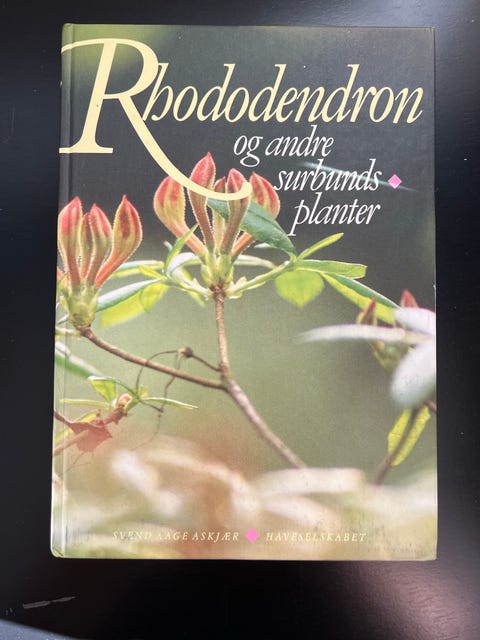 Rhododendron
og andre
surbunds
planter
SVEND AAGE ASKJÆR HAVESELSKABET